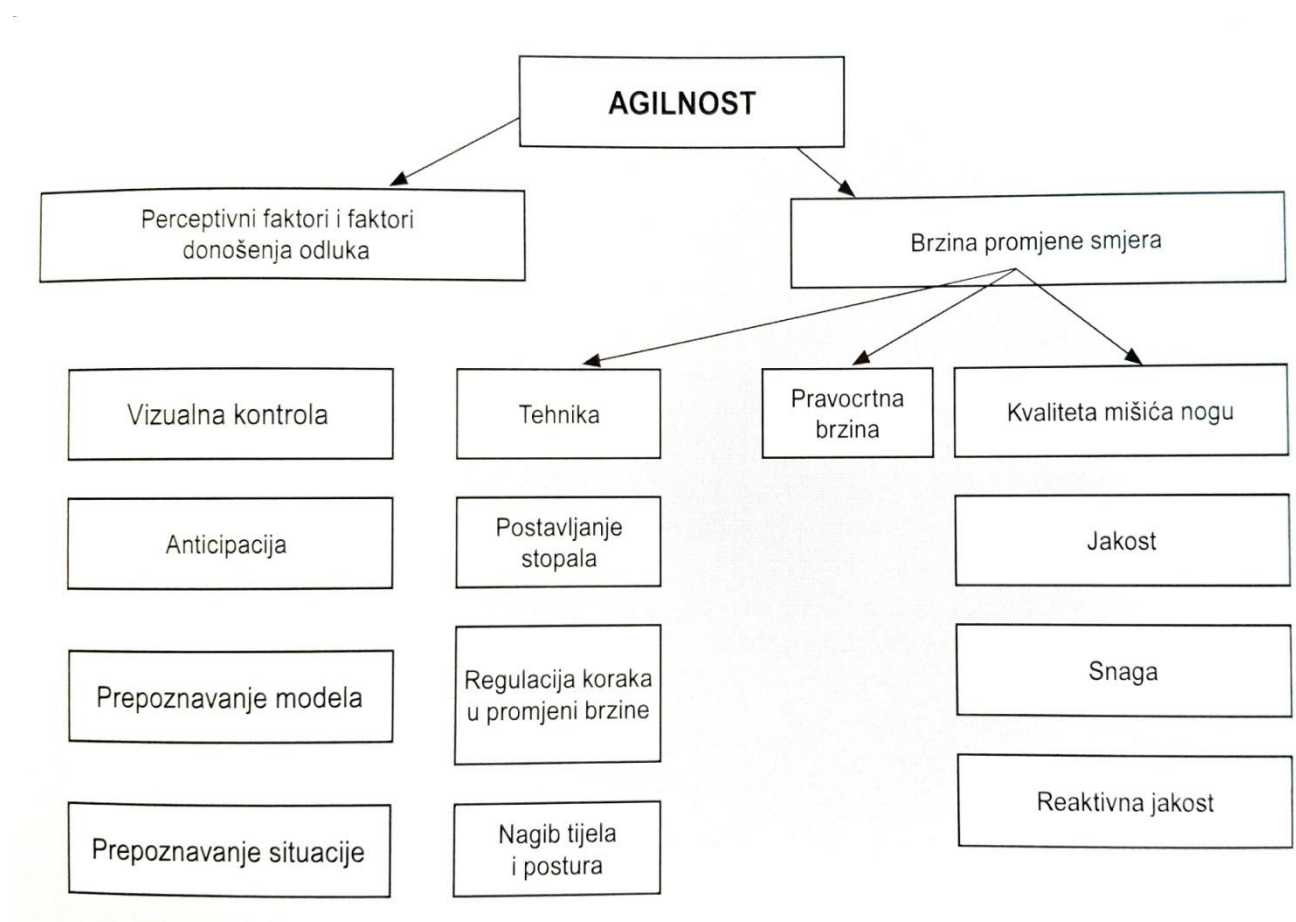 AGILNOST
Perceptivni faktori i faktori
donošenja odluka
Brzina promjene smjera
Vizualna kontrola
Tehnika
Pravocrtna
brzina
Kvaliteta mišića nogu
Anticipacija
Postavljanje
stopala
Jakost
Prepoznavanje modela
Regulacija koraka
u promjeni brzine
Snaga
Prepoznavanje situacije
Nagib tijela
i postura
Reaktivna jakost